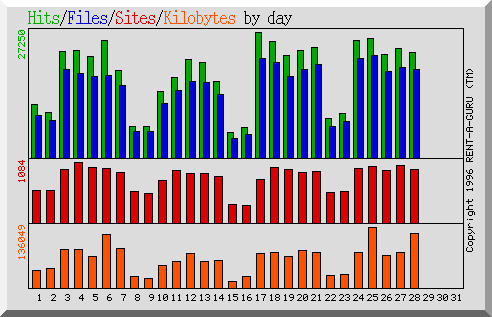 Hits/Files/Sites/Kilobytes by day
27250
1084
136049
Copyright 1996 RENT-A-GURU (TM)
1 2 3 4 5 6 7 8 9 10 11 12 13 14 15 16 17 18 19 20 21 22 23 24 25 26 27 28 29 30 31